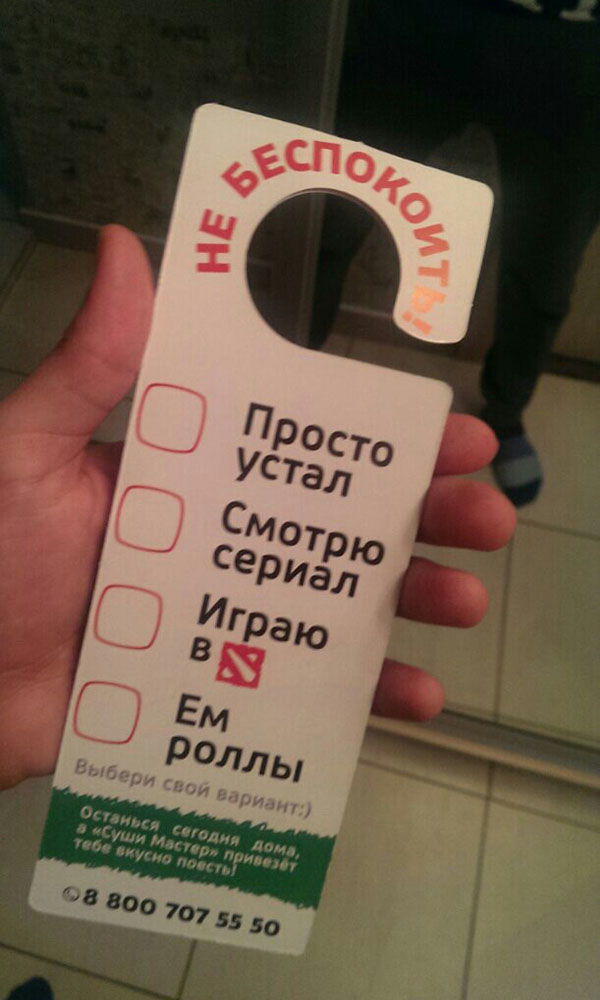 НЕ БЕСПОКОИТЬ!
Просто
устал
Смотрю
сериал
Играю
в
Ем
роллы
Выбери свой вариант:)
Останься сегодня дома,
а «Суши Мастер» привезёт
тебе вкусно поесть!
8 800 707 55 50